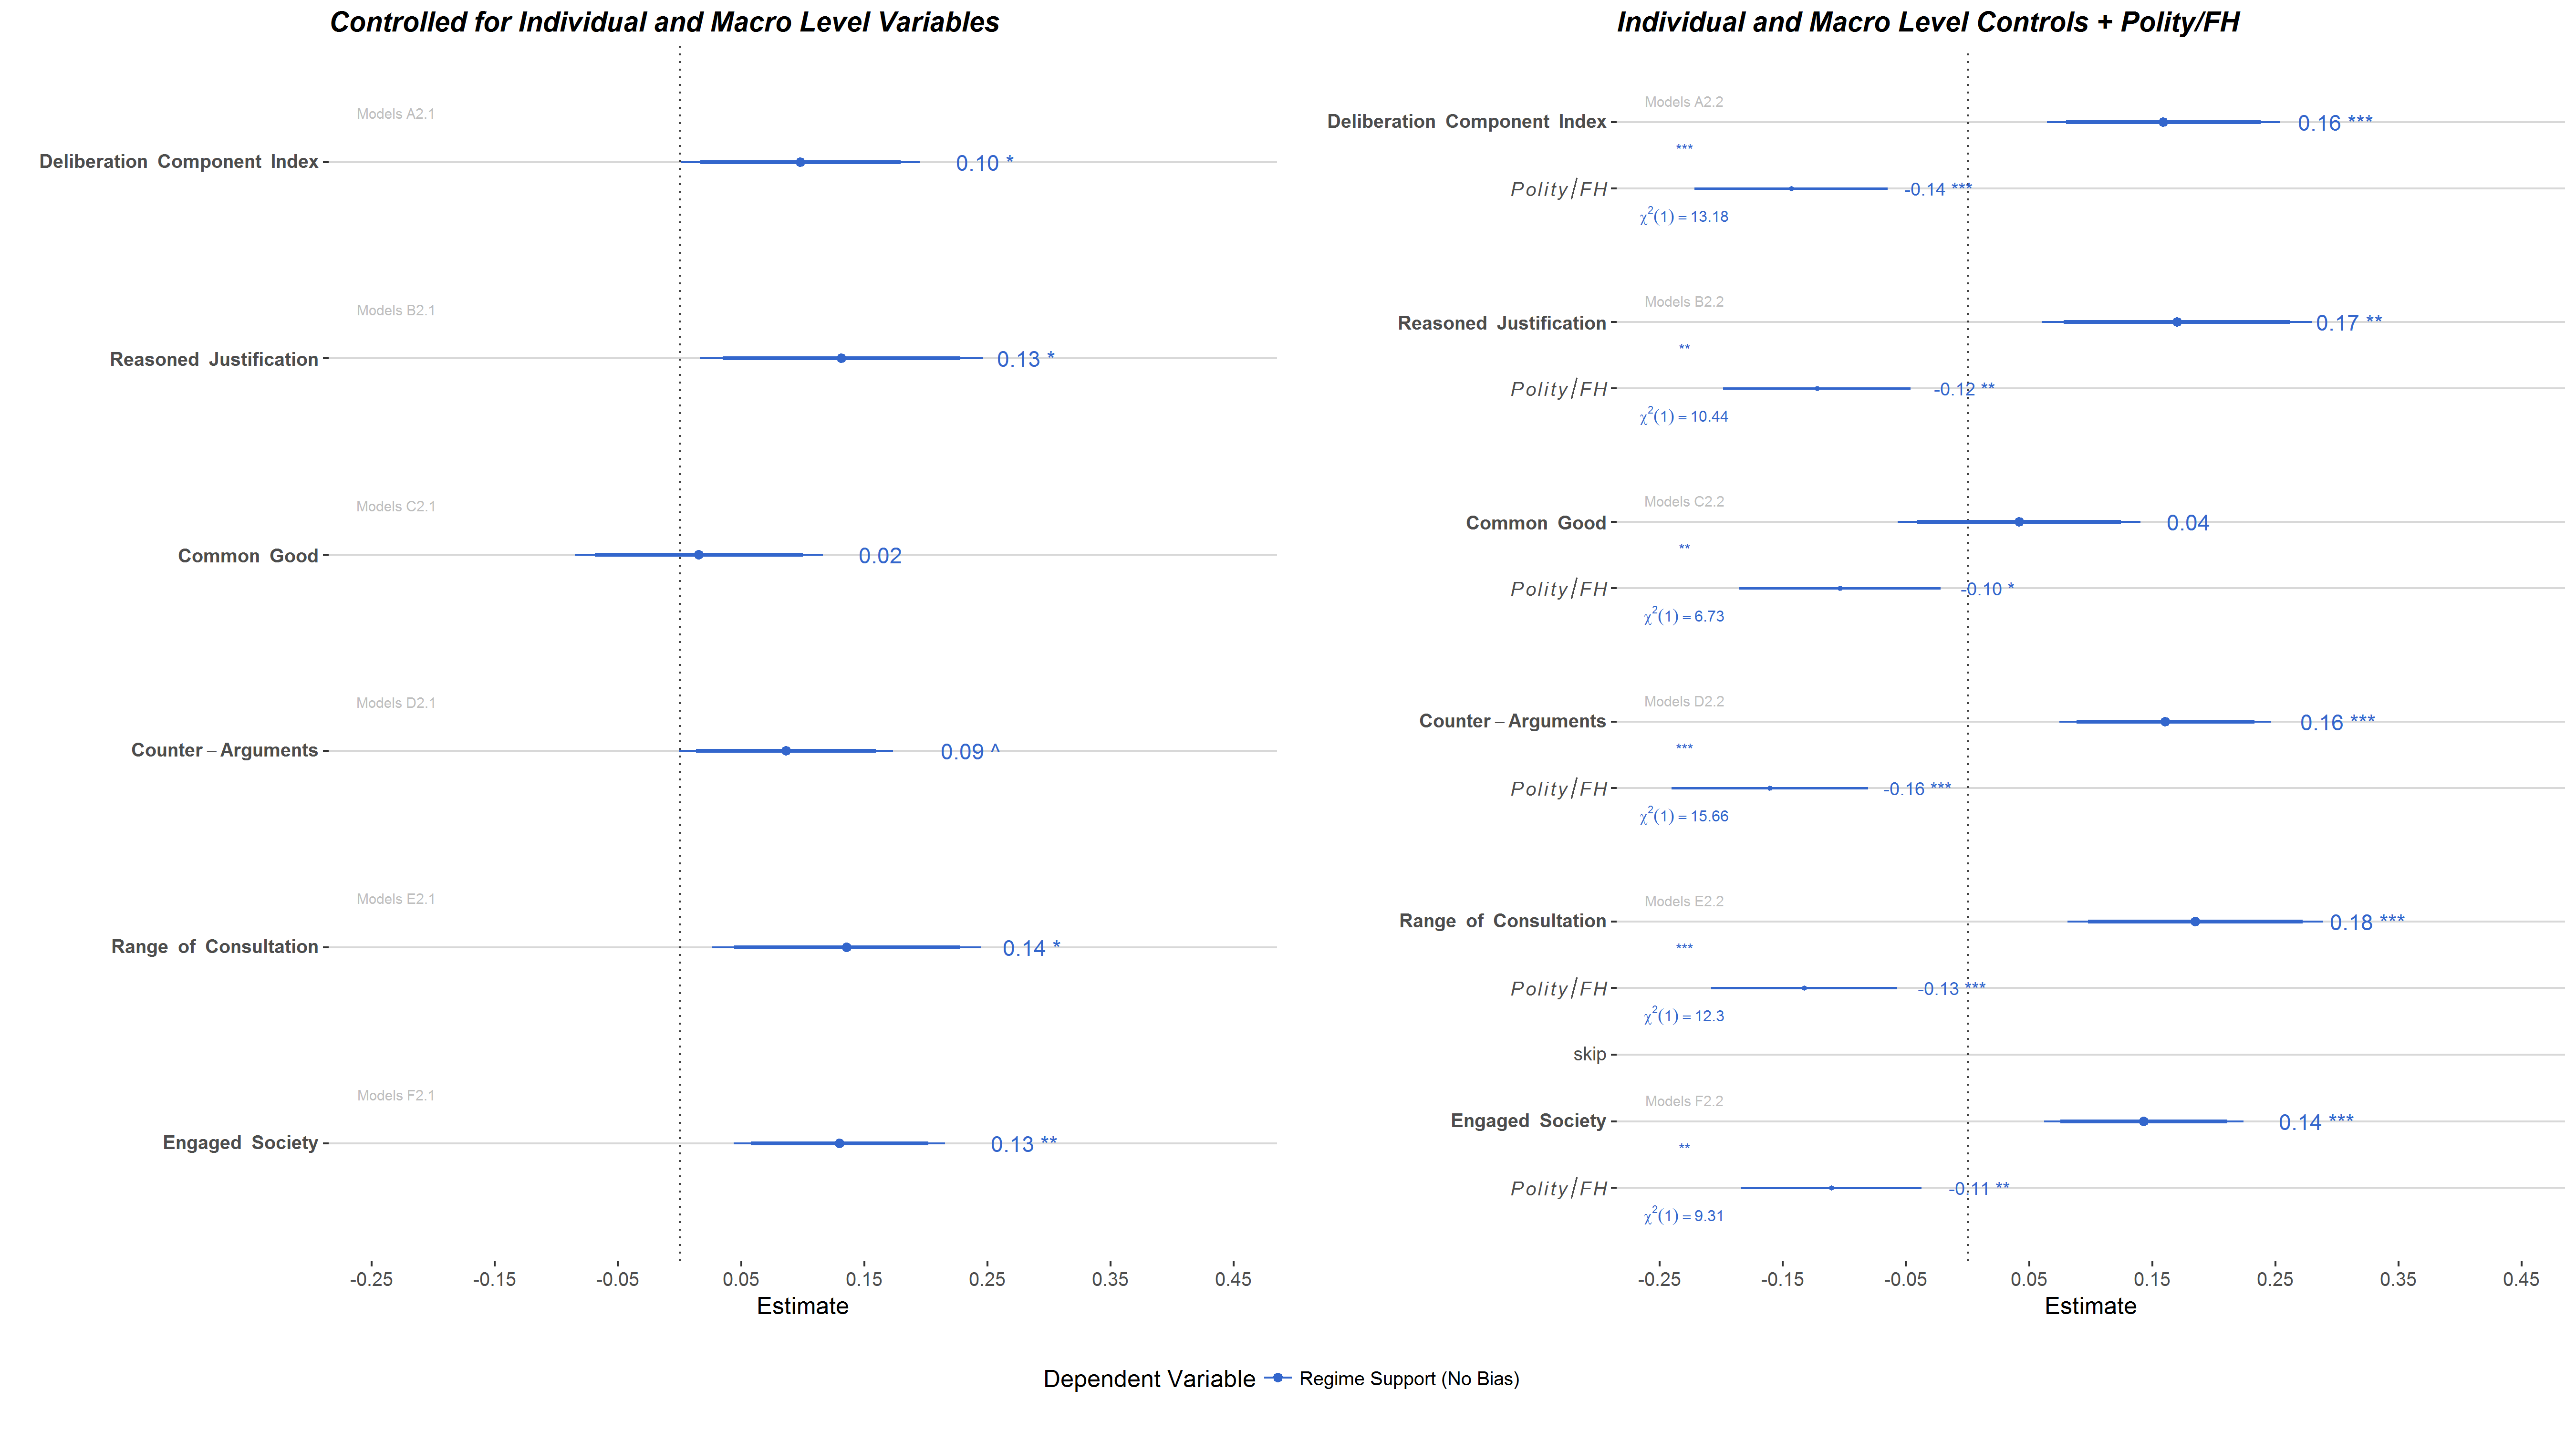 Controlled for Individual and Macro Level Variables
Models A2.1
Deliberation Component Index
0.10 *
Models B2.1
Reasoned Justification
0.13 *
Models C2.1
Common Good
0.02
Models D2.1
Counter–Arguments
0.09 ^
Models E2.1
Range of Consultation
0.14 *
Models F2.1
Engaged Society
0.13 **
-0.25 -0.15 -0.05 0.05 0.15 0.25 0.35 0.45
Estimate
Individual and Macro Level Controls + Polity/FH
Models A2.2
Deliberation Component Index
0.16 ***
***
Polity/FH
-0.14 ***
χ²(1) = 13.18
Models B2.2
Reasoned Justification
0.17 **
**
Polity/FH
-0.12 **
χ²(1) = 10.44
Models C2.2
Common Good
0.04
**
Polity/FH
-0.10 *
χ²(1) = 6.73
Models D2.2
Counter–Arguments
0.16 ***
***
Polity/FH
-0.16 ***
χ²(1) = 15.66
Models E2.2
Range of Consultation
0.18 ***
***
Polity/FH
-0.13 ***
χ²(1) = 12.3
skip
Models F2.2
Engaged Society
0.14 ***
**
Polity/FH
-0.11 **
χ²(1) = 9.31
-0.25 -0.15 -0.05 0.05 0.15 0.25 0.35 0.45
Estimate
Dependent Variable Regime Support (No Bias)